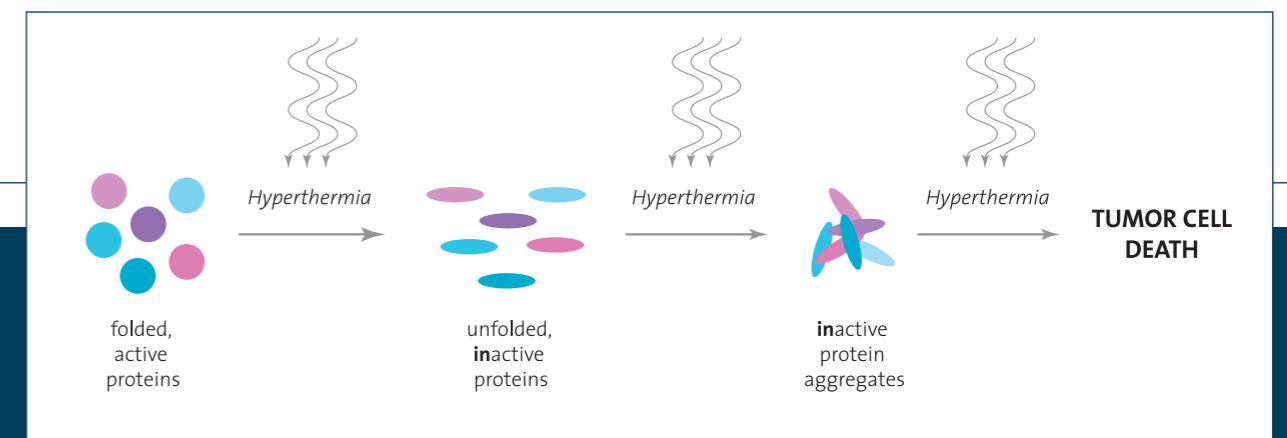 Hyperthermia
Hyperthermia
Hyperthermia
TUMOR CELL
DEATH
folded,
active
proteins
unfolded,
inactive
proteins
inactive
protein
aggregates